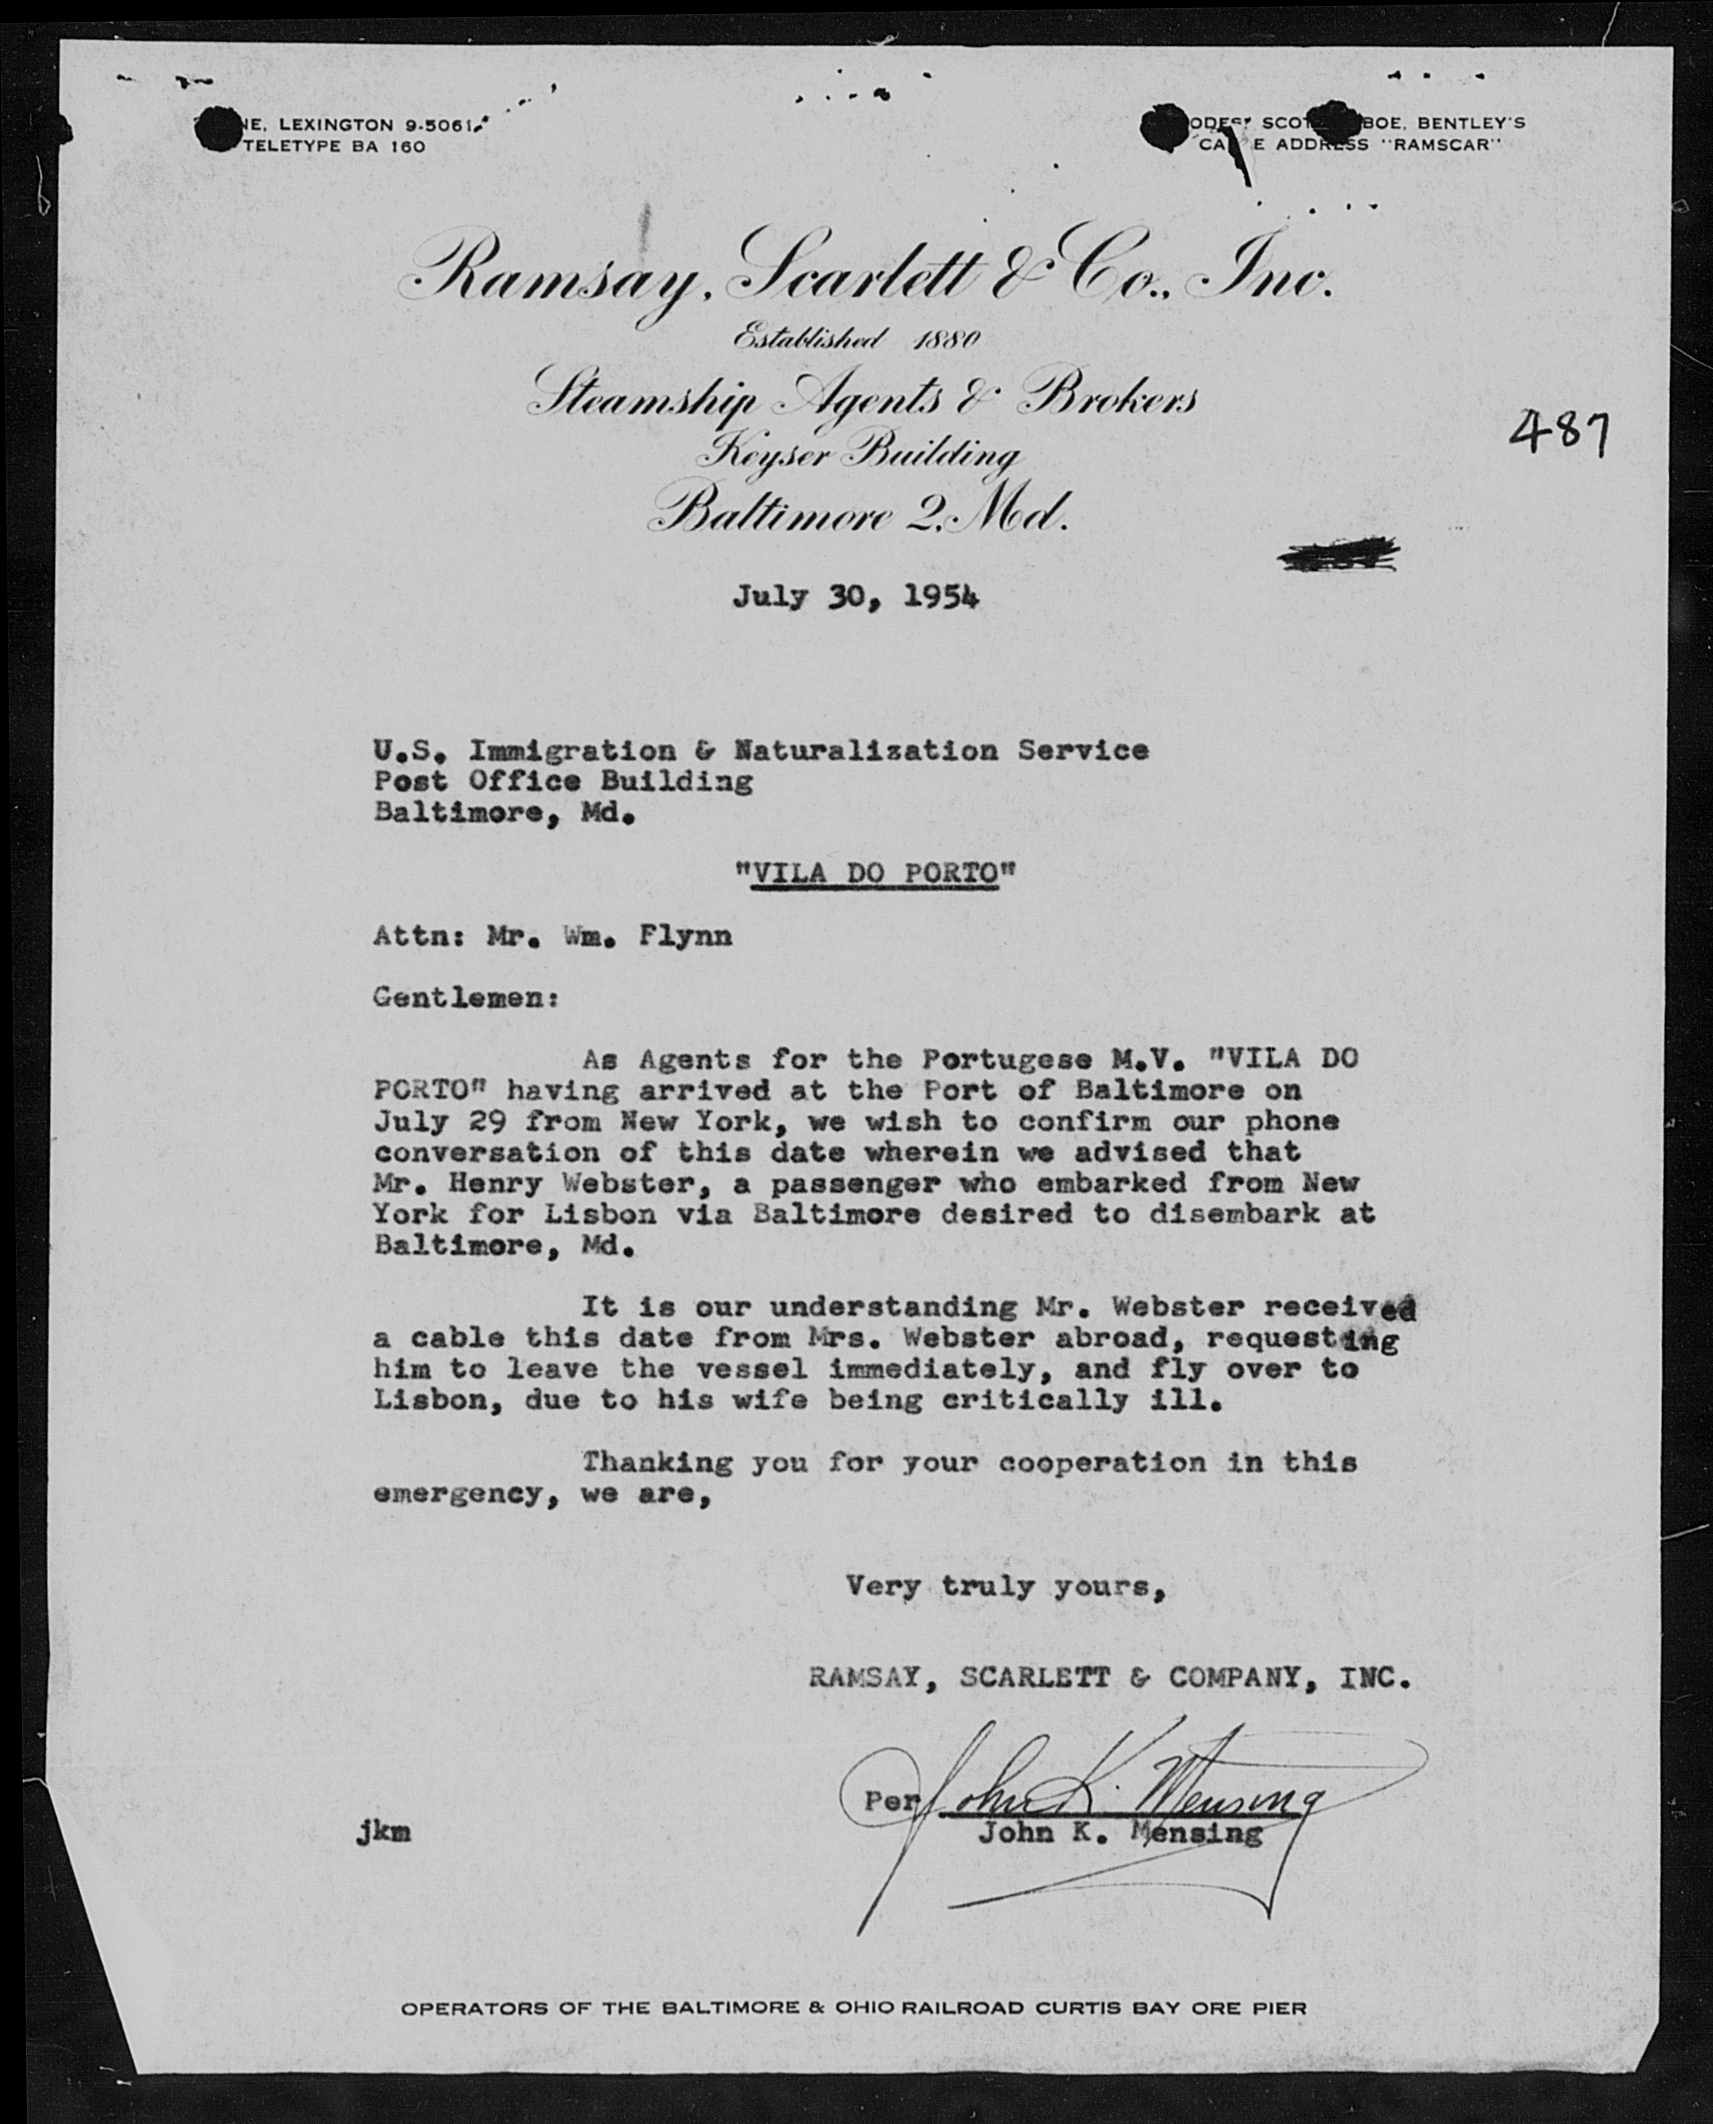 LEXINGTON 9-5061
TELETYPE BA 160
BENTLEY'S
ADDRESS "RAMSCAR"
Ramsay, Scarlett & Co., Inc.
Established 1880
Steamship Agents & Brokers
Keyser Building
Baltimore 2, Md.
487
July 30, 1954
U.S. Immigration & Naturalization Service
Post Office Building
Baltimore, Md.
"VILA DO PORTO"
Attn: Mr. Wm. Flynn
Gentlemen:
As Agents for the Portugese M.V. "VILA DO
PORTO" having arrived at the Port of Baltimore on
July 29 from New York, we wish to confirm our phone
conversation of this date wherein we advised that
Mr. Henry Webster, a passenger who embarked from New
York for Lisbon via Baltimore desired to disembark at
Baltimore, Md.
It is our understanding Mr. Webster received
a cable this date from Mrs. Webster abroad, requesting
him to leave the vessel immediately, and fly over to
Lisbon, due to his wife being critically ill.
Thanking you for your cooperation in this
emergency, we are,
Very truly yours,
RAMSAY, SCARLETT & COMPANY, INC.
Per John K. Mensing
John K. Mensing
jkm
OPERATORS OF THE BALTIMORE & OHIO RAILROAD CURTIS BAY ORE PIER